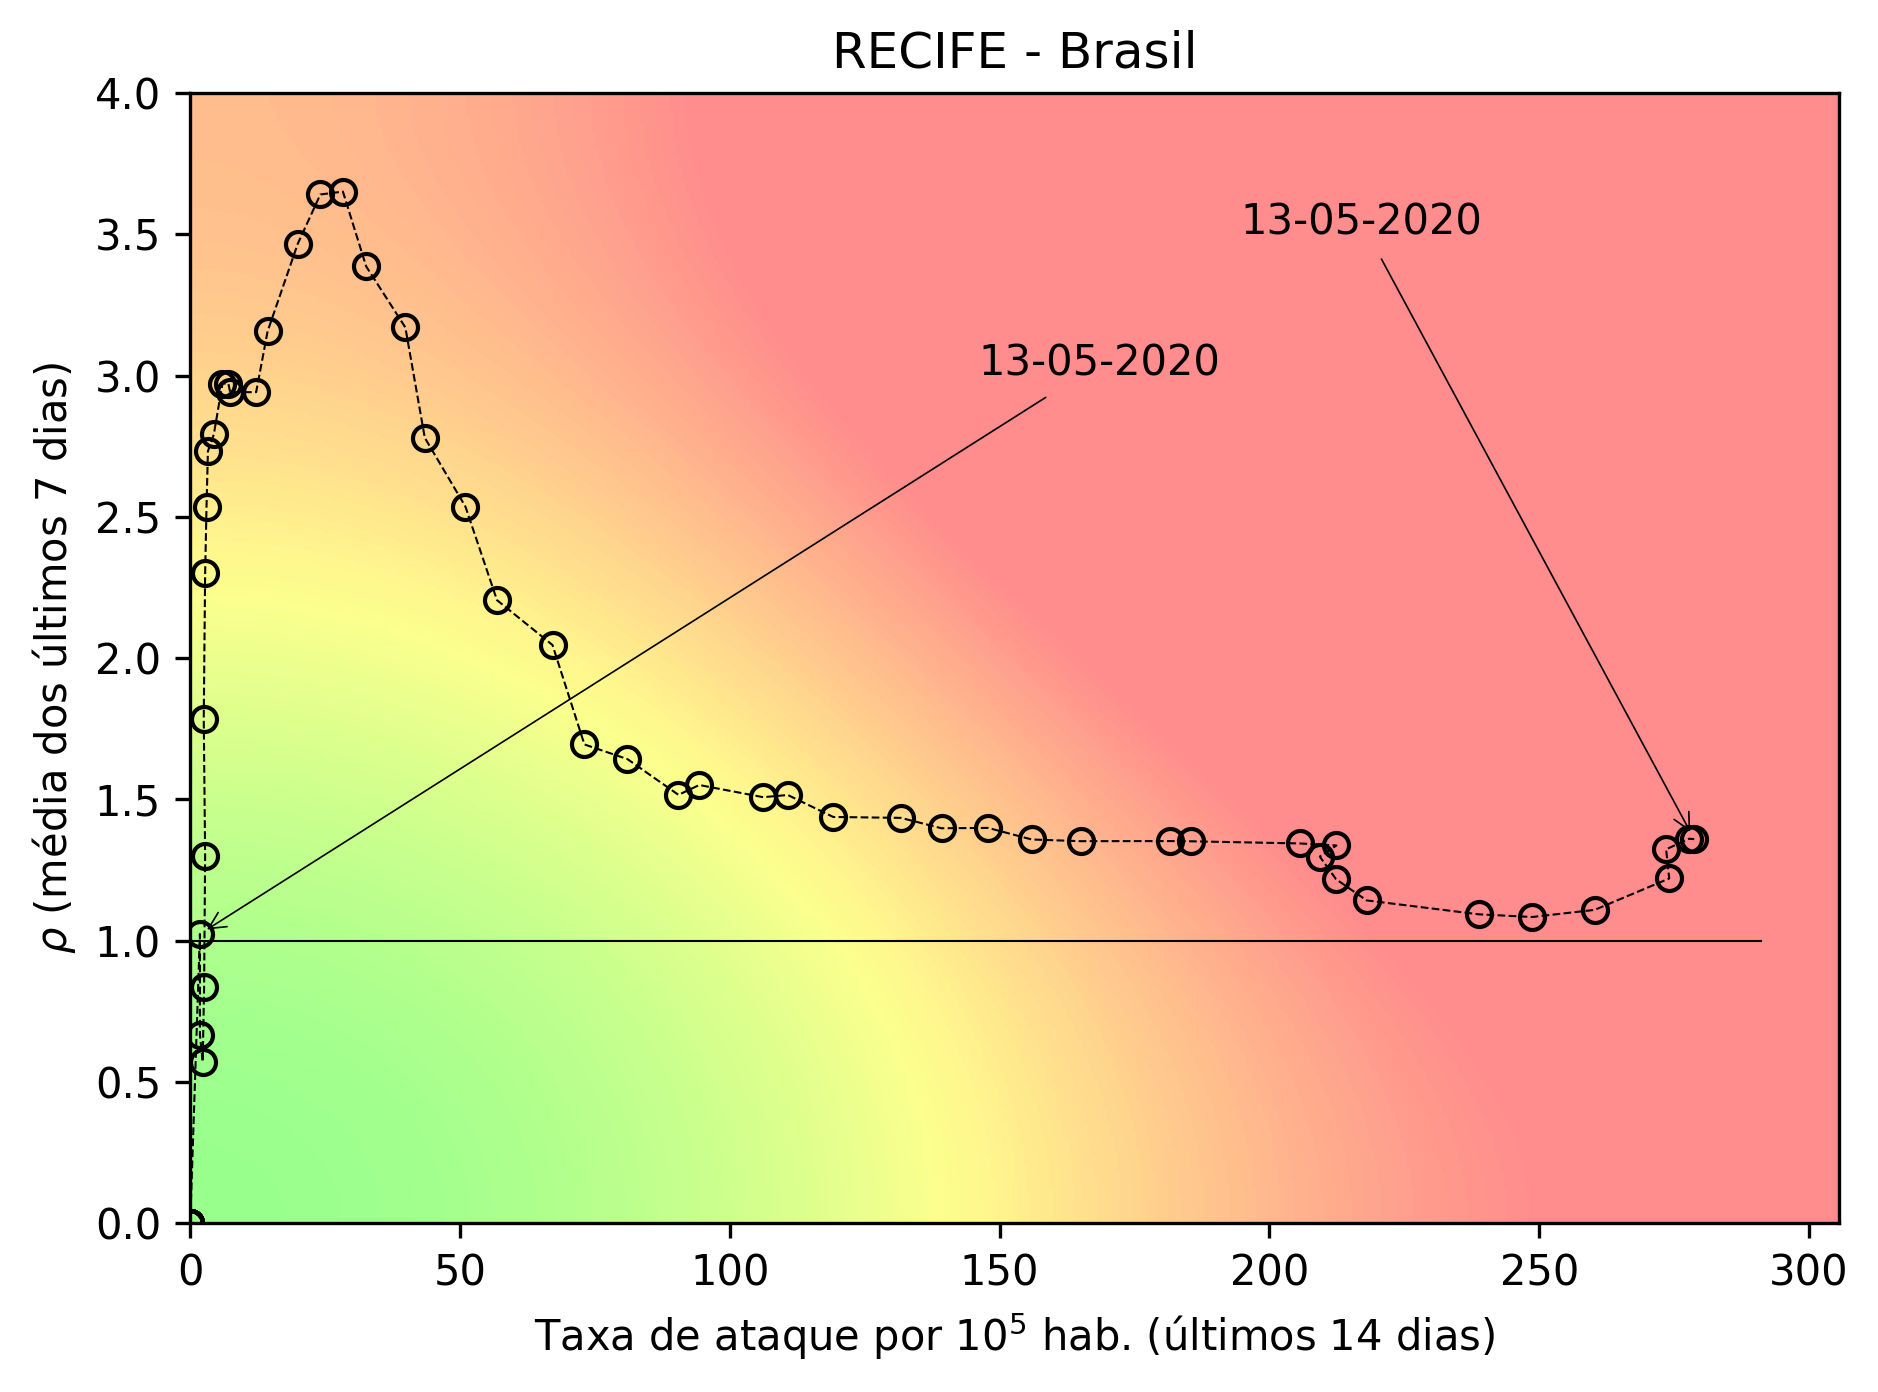 RECIFE - Brasil
4.0
3.5
3.0
2.5
2.0
1.5
1.0
0.5
0.0
ρ (média dos últimos 7 dias)
13-05-2020
13-05-2020
0 50 100 150 200 250 300
Taxa de ataque por 10⁵ hab. (últimos 14 dias)